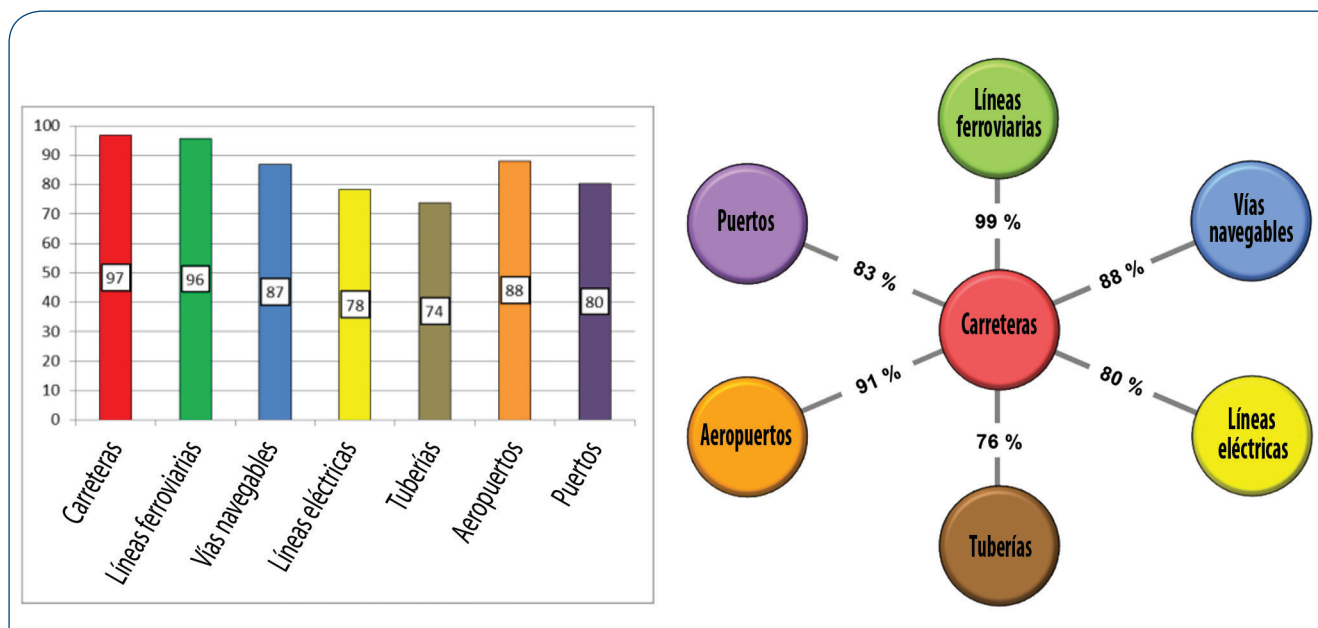 100
90
80
70
60
50
40
30
20
10
0
97
96
87
78
74
88
80
Carreteras
Líneas ferroviarias
Vías navegables
Líneas eléctricas
Tuberías
Aeropuertos
Puertos
Líneas
ferroviarias
Puertos
Vías
navegables
99 %
83 %
88 %
Carreteras
91 %
80 %
Aeropuertos
76 %
Líneas
eléctricas
Tuberías